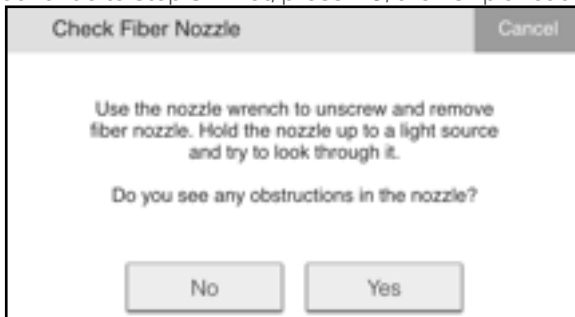 Check Fiber Nozzle
Cancel
Use the nozzle wrench to unscrew and remove
fiber nozzle. Hold the nozzle up to a light source
and try to look through it.
Do you see any obstructions in the nozzle?
No
Yes